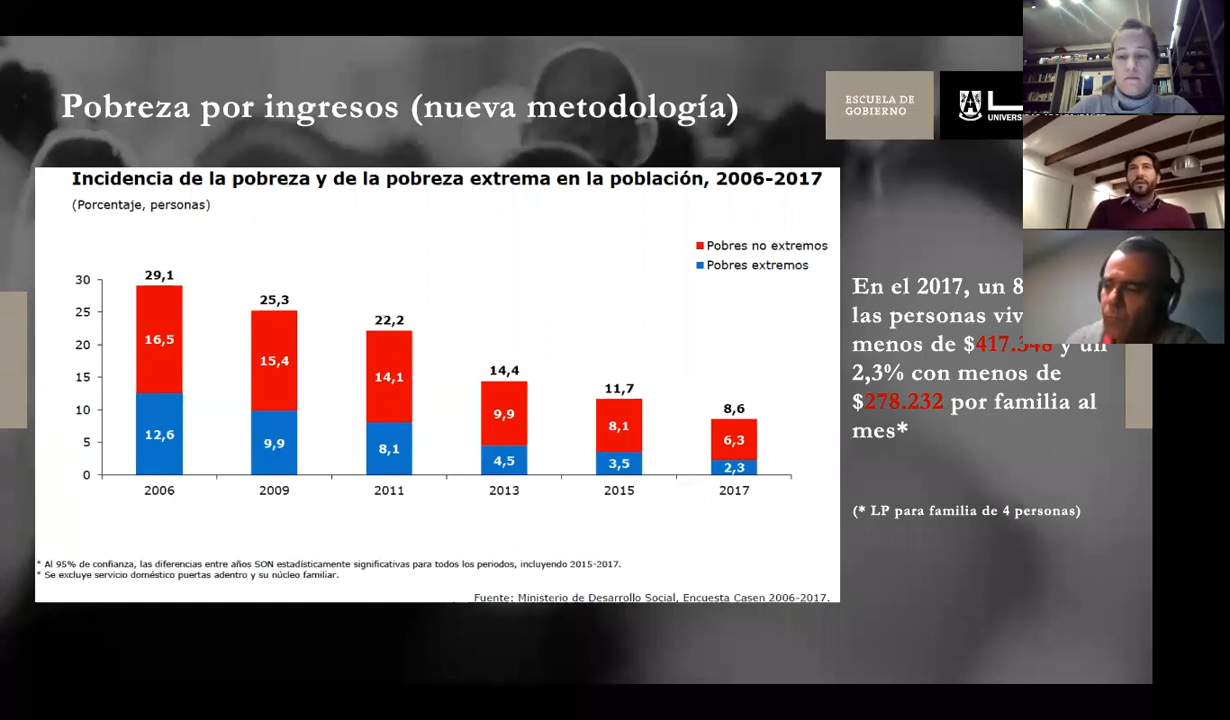 Pobreza por ingresos (nueva metodología)
ESCUELA DE
GOBIERNO
Incidencia de la pobreza y de la pobreza extrema en la población, 2006-2017
(Porcentaje, personas)
Pobres no extremos
Pobres extremos
30
25
20
15
10
5
0
29,1
16,5
12,6
25,3
15,4
9,9
22,2
14,1
8,1
14,4
9,9
4,5
11,7
8,1
3,5
8,6
6,3
2,3
2006 2009 2011 2013 2015 2017
* Al 95% de confianza, las diferencias entre años SON estadísticamente significativas para todos los periodos, incluyendo 2015-2017.
* Se excluye servicio doméstico puertas adentro y su núcleo familiar.
Fuente: Ministerio de Desarrollo Social, Encuesta Casen 2006-2017.
En el 2017, un
las personas
menos de $417.348 y un
2,3% con menos de
$278.232 por familia al
mes*
(* LP para familia de 4 personas)